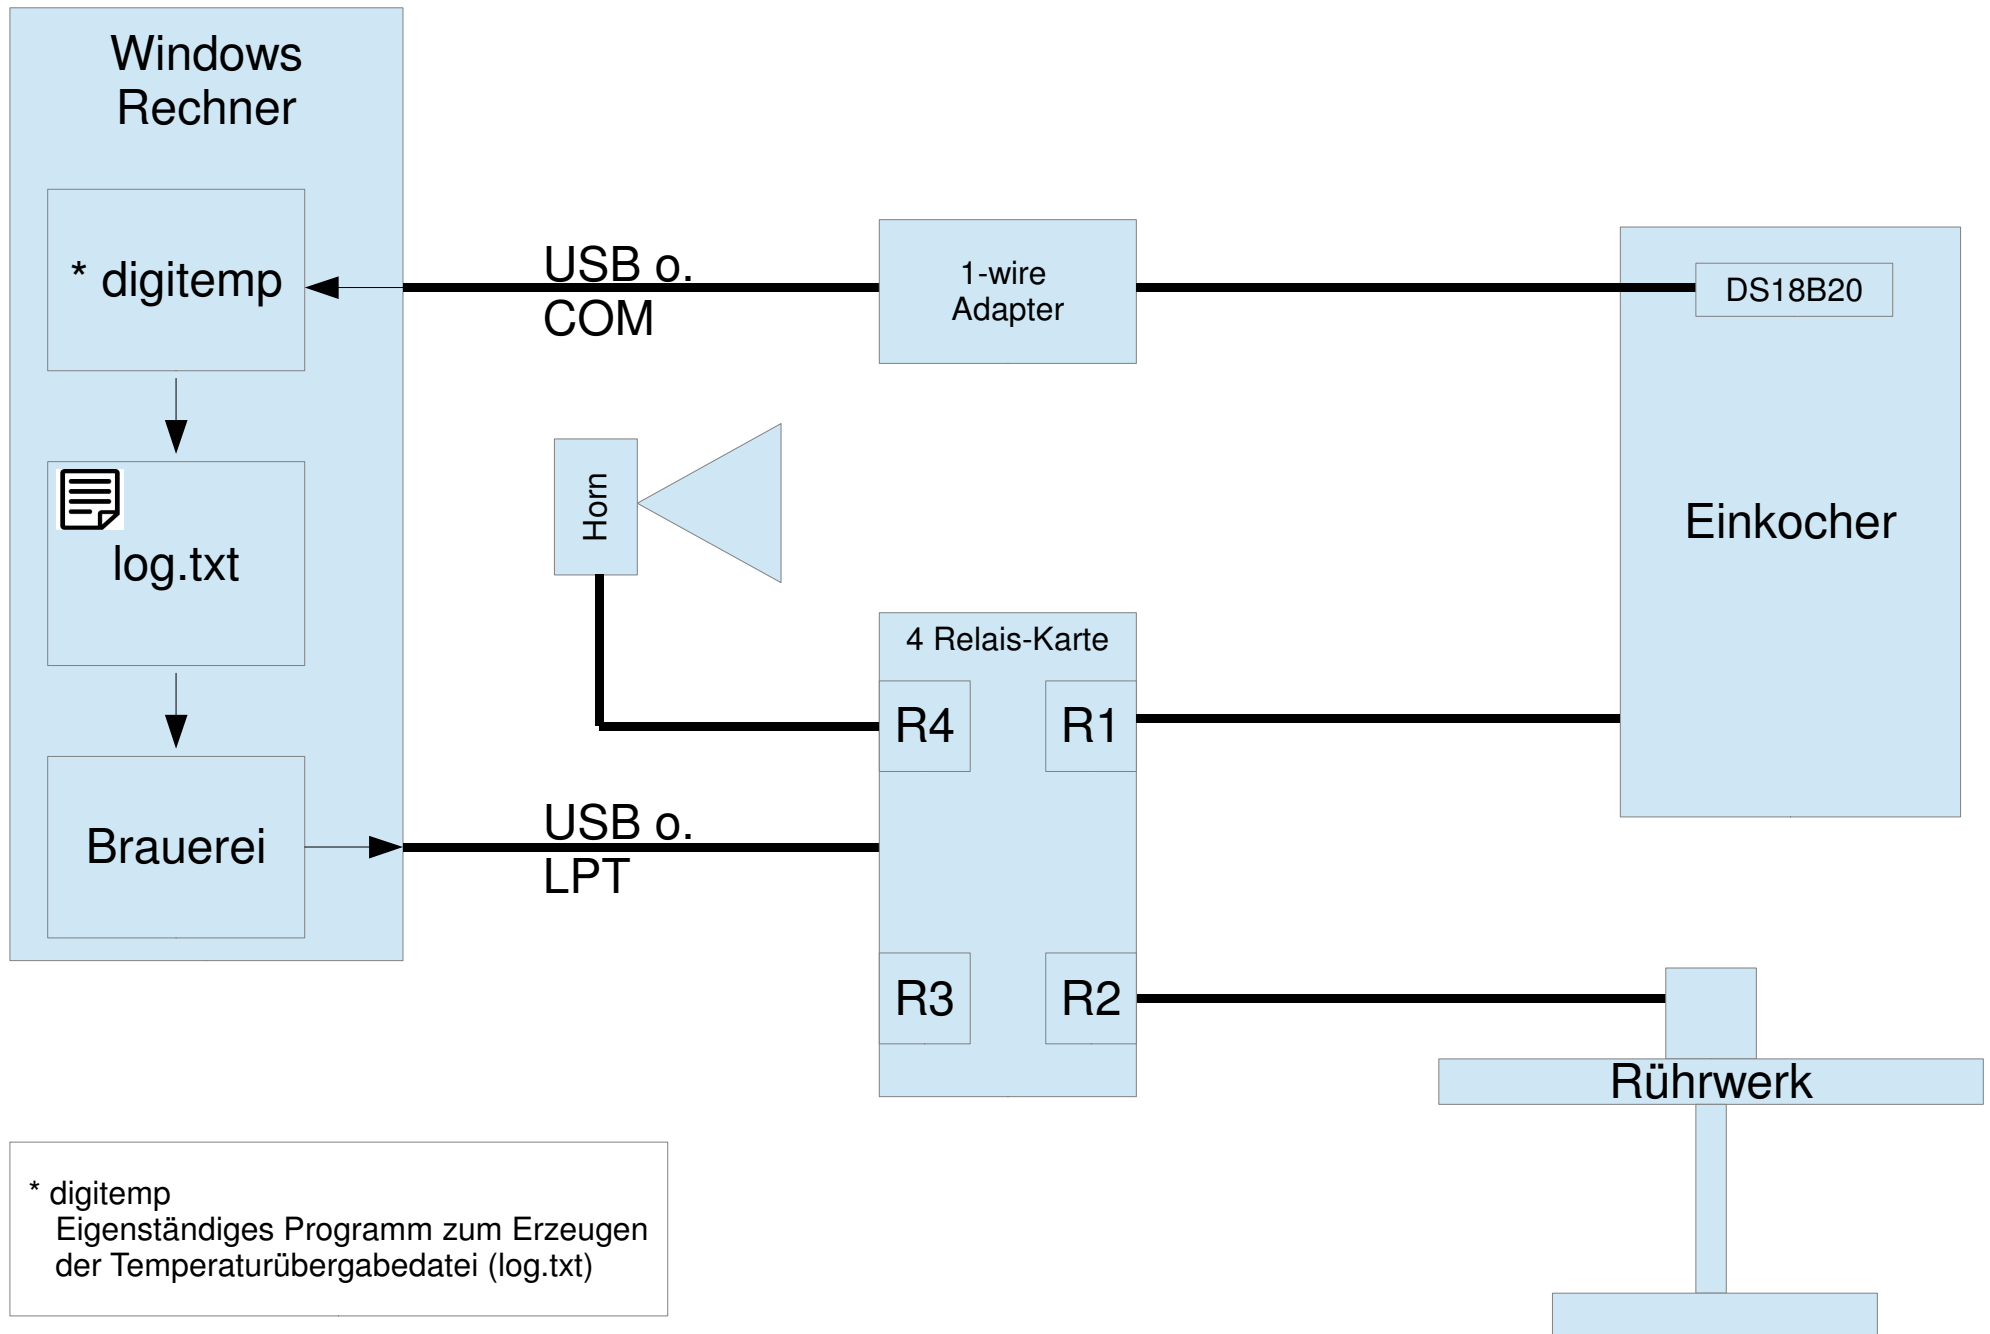 Windows
Rechner
* digitemp
USB o.
COM
1-wire
Adapter
DS18B20
log.txt
Horn
Einkocher
4 Relais-Karte
R4
R1
Brauerei
USB o.
LPT
R3
R2
Rührwerk
* digitemp
Eigenständiges Programm zum Erzeugen
der Temperaturübergabedatei (log.txt)